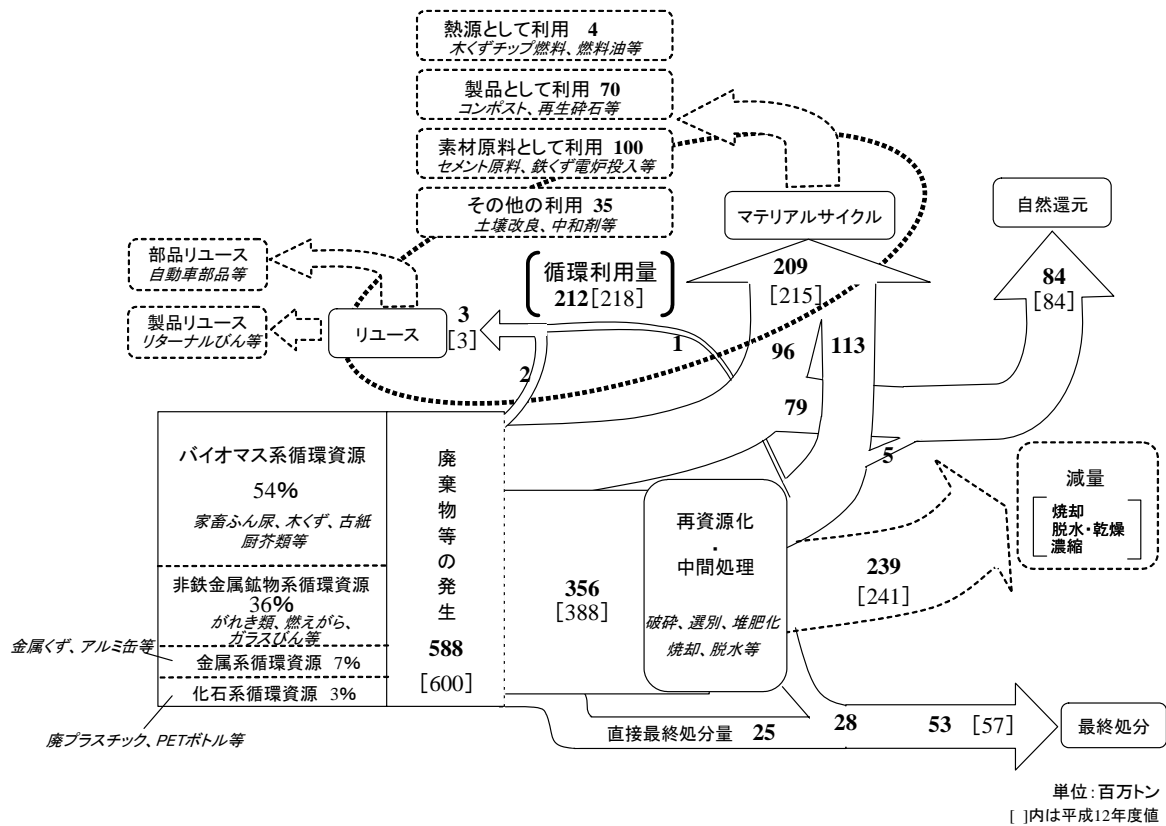 熱源として利用 4
木くずチップ燃料、燃料油等
製品として利用 70
コンポスト、再生砕石等
素材原料として利用 100
セメント原料、鉄くず電炉投入等
その他の利用 35
土壌改良、中和剤等
マテリアルサイクル
自然還元
部品リユース
自動車部品等
製品リユース
リターナルびん等
リユース
3
[3]
循環利用量
212[218]
209
[215]
84
[84]
1
2
96
113
79
5
バイオマス系循環資源
54%
家畜ふん尿、木くず、古紙
厨芥類等
非鉄金属鉱物系循環資源
36%
がれき類、燃えがら、
ガラスびん等
金属くず、アルミ缶等
金属系循環資源 7%
化石系循環資源 3%
廃プラスチック、PETボトル等
廃棄物等の発生
588
[600]
356
[388]
再資源化
・
中間処理
破砕、選別、堆肥化
焼却、脱水等
減量
焼却
脱水・乾燥
濃縮
239
[241]
直接最終処分量 25
28
53 [57]
最終処分
単位:百万トン
[ ]内は平成12年度値